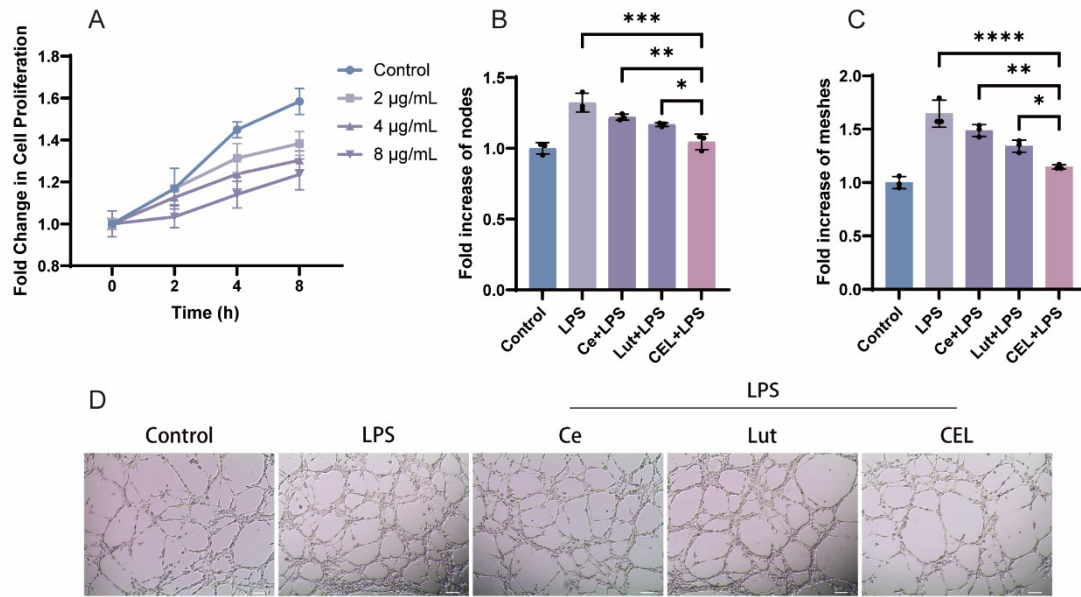 A
Fold Change in Cell Proliferation
1.8
1.6
1.4
1.2
1.0
0.8
0
2
4
8
Time (h)
Control
2 µg/mL
4 µg/mL
8 µg/mL
B
Fold increase of nodes
1.5
1.0
0.5
0.0
***
**
*
Control
LPS
Ce+LPS
Lut+LPS
CEL+LPS
C
Fold increase of meshes
2.0
1.5
1.0
0.5
0.0
****
**
*
Control
LPS
Ce+LPS
Lut+LPS
CEL+LPS
D
LPS
Control
LPS
Ce
Lut
CEL